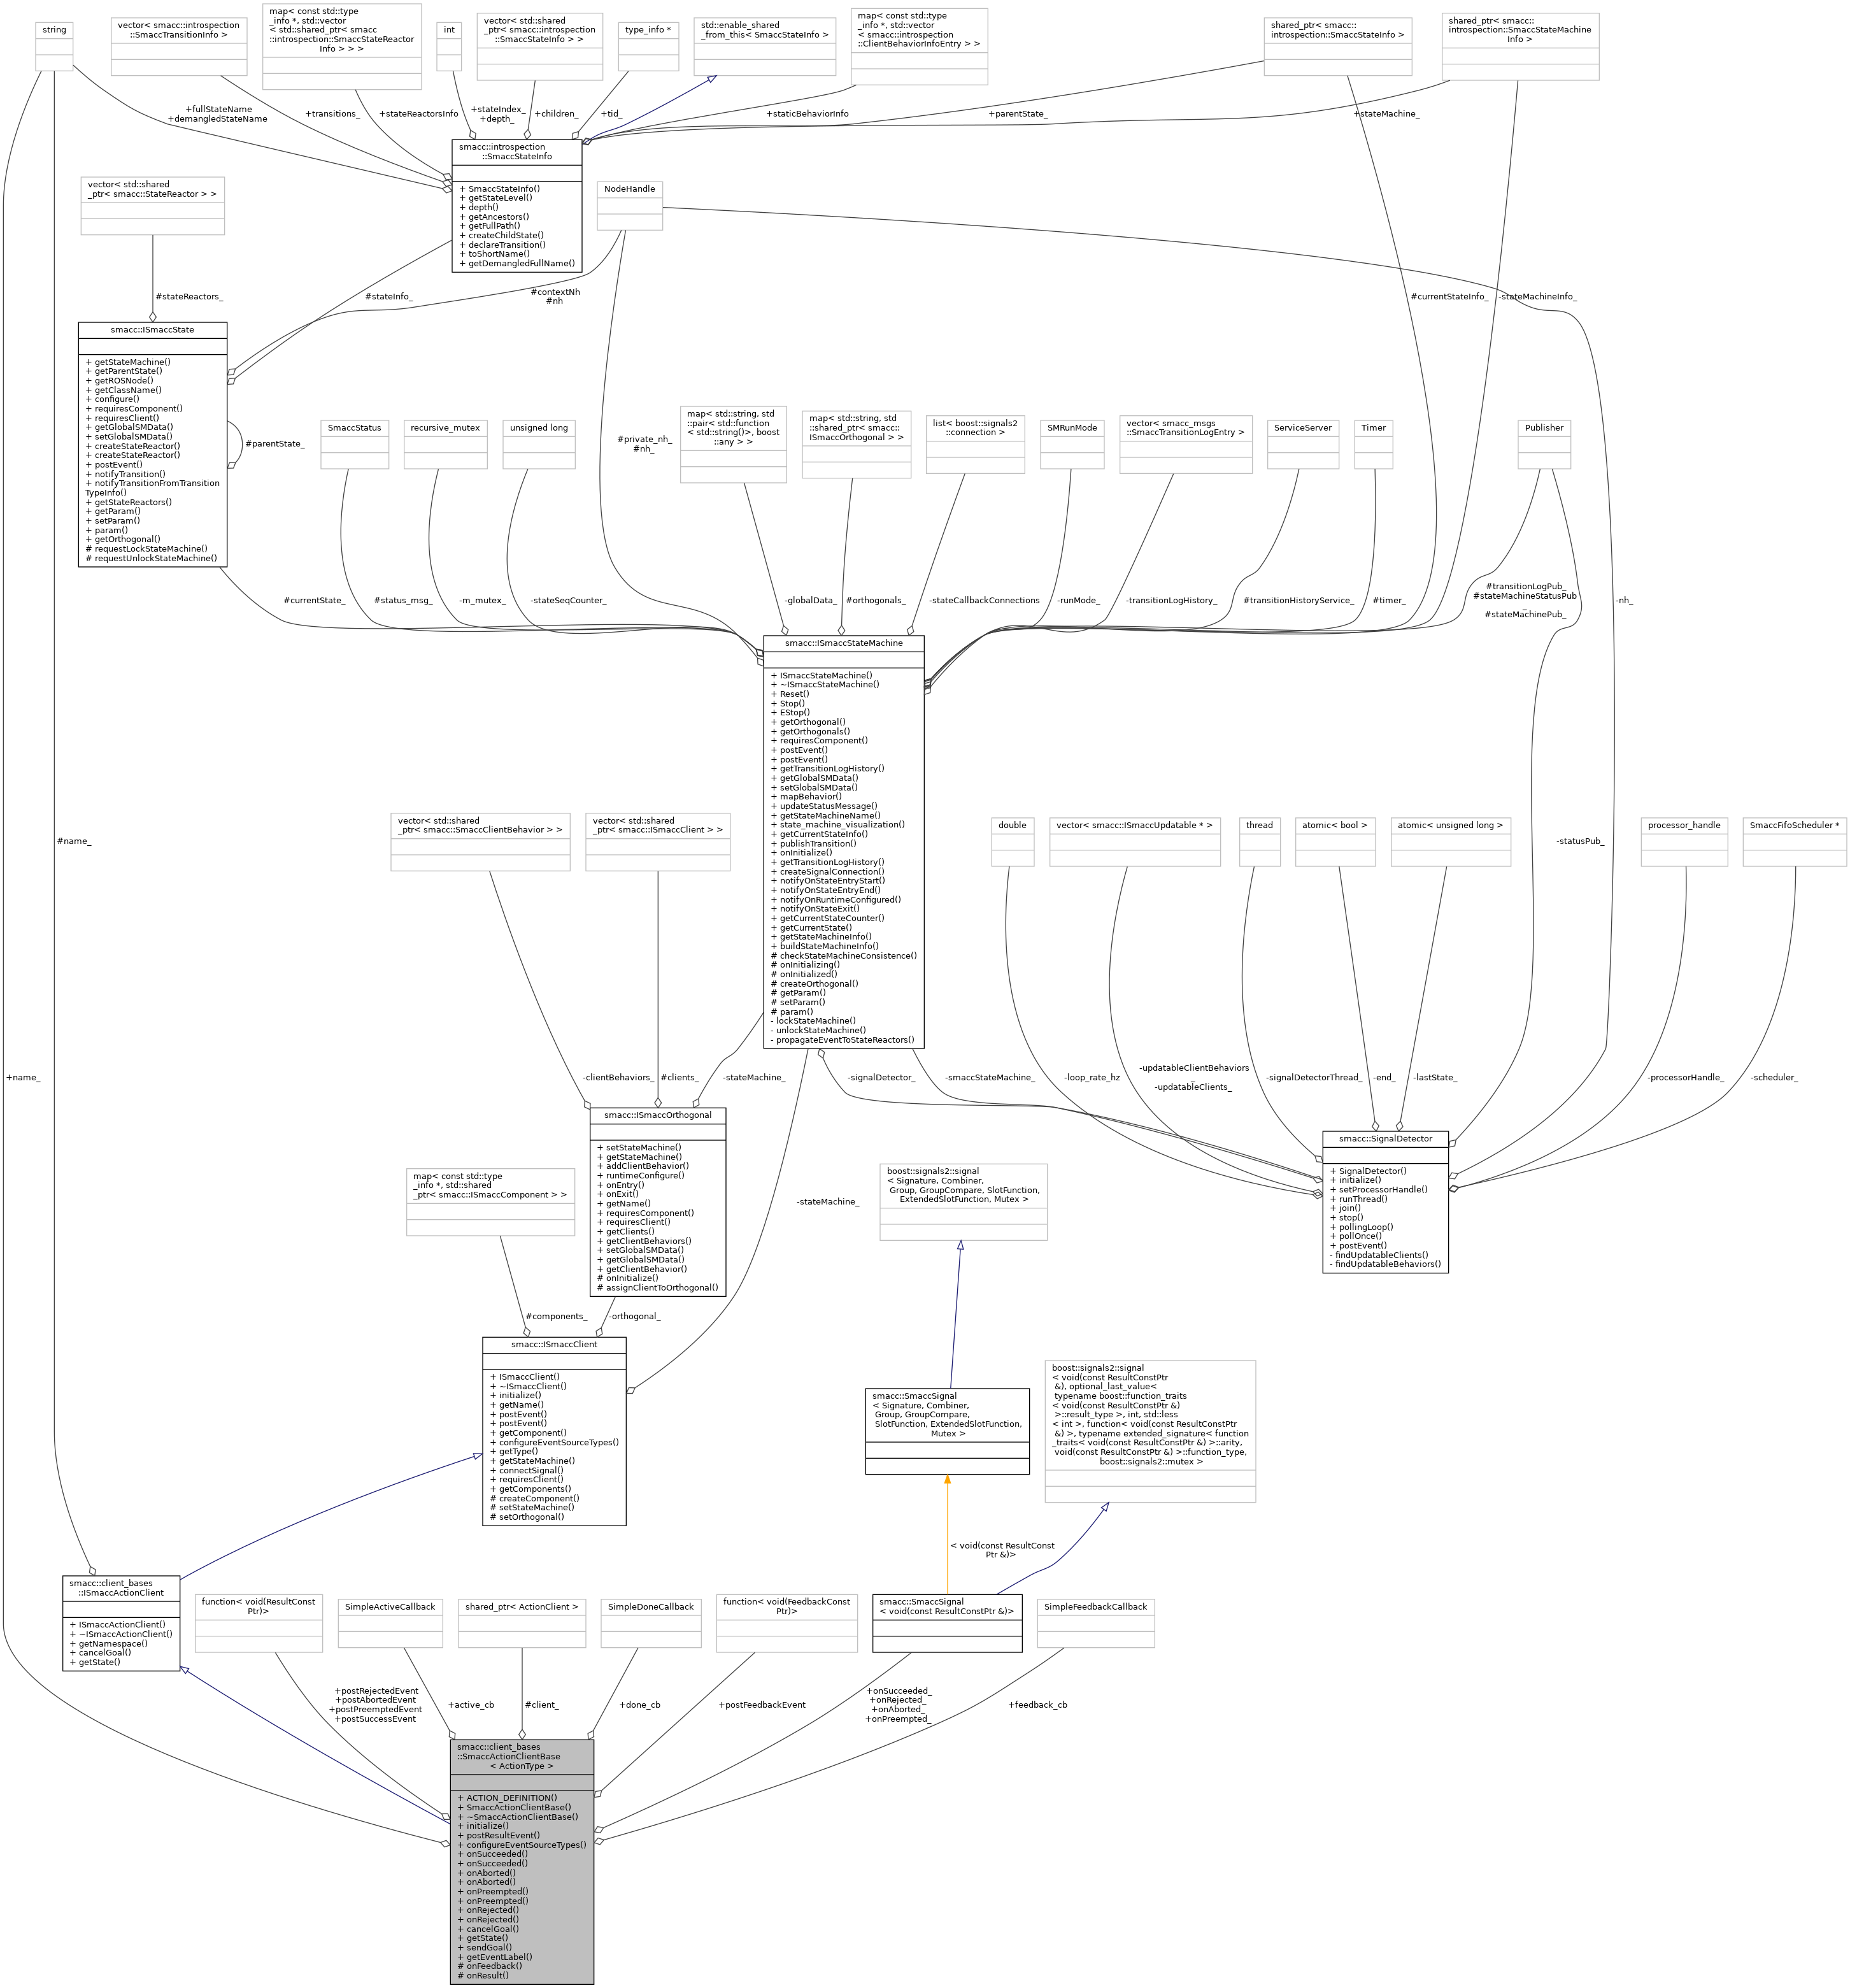 string
vector< smacc::introspection
::SmaccTransitionInfo >
map< const std::type
_info *, std::vector
< std::shared_ptr< smacc
::introspection::SmaccStateReactor
Info > > >
int
vector< std::shared
_ptr< smacc::introspection
::SmaccStateInfo > >
type_info *
std::enable_shared
_from_this< SmaccStateInfo >
map< const std::type
_info *, std::vector
< smacc::introspection
::ClientBehaviorInfoEntry > >
shared_ptr< smacc::
introspection::SmaccStateInfo >
shared_ptr< smacc::
introspection::SmaccStateMachine
Info >
+fullStateName
+demangledStateName
+transitions_
+stateReactorsInfo
+stateIndex_
+depth_
+children_
+tid_
+staticBehaviorInfo
+parentState_
+stateMachine_
smacc::introspection
::SmaccStateInfo
+ SmaccStateInfo()
+ getStateLevel()
+ depth()
+ getAncestors()
+ getFullPath()
+ createChildState()
+ declareTransition()
+ toShortName()
+ getDemangledFullName()
vector< std::shared
_ptr< smacc::StateReactor > >
NodeHandle
#stateReactors_
#stateInfo_
#contextNh
#nh
#currentStateInfo_
-stateMachineInfo_
smacc::ISmaccState
+ getStateMachine()
+ getParentState()
+ getROSNode()
+ getClassName()
+ configure()
+ requiresComponent()
+ requiresClient()
+ getGlobalSMData()
+ setGlobalSMData()
+ createStateReactor()
+ createStateReactor()
+ postEvent()
+ notifyTransition()
+ notifyTransitionFromTransition
TypeInfo()
+ getStateReactors()
+ getParam()
+ setParam()
+ param()
+ getOrthogonal()
# requestLockStateMachine()
# requestUnlockStateMachine()
#parentState_
SmaccStatus
recursive_mutex
unsigned long
#private_nh_
#nh_
map< std::string, std
::pair< std::function
< std::string()>, boost
::any > >
map< std::string, std
::shared_ptr< smacc::
ISmaccOrthogonal > >
list< boost::signals2
::connection >
SMRunMode
vector< smacc_msgs
::SmaccTransitionLogEntry >
ServiceServer
Timer
Publisher
#currentState_
#status_msg_
-m_mutex_
-stateSeqCounter_
-globalData_
#orthogonals_
-stateCallbackConnections
-runMode_
-transitionLogHistory_
#transitionHistoryService_
#timer_
#transitionLogPub_
#stateMachineStatusPub
_
#stateMachinePub_
-nh_
smacc::ISmaccStateMachine
+ ISmaccStateMachine()
+ ~ISmaccStateMachine()
+ Reset()
+ Stop()
+ EStop()
+ getOrthogonal()
+ getOrthogonals()
+ requiresComponent()
+ postEvent()
+ postEvent()
+ getTransitionLogHistory()
+ getGlobalSMData()
+ setGlobalSMData()
+ mapBehavior()
+ updateStatusMessage()
+ getStateMachineName()
+ state_machine_visualization()
+ getCurrentStateInfo()
+ publishTransition()
+ onInitialize()
+ getTransitionLogHistory()
+ createSignalConnection()
+ notifyOnStateEntryStart()
+ notifyOnStateEntryEnd()
+ notifyOnRuntimeConfigured()
+ notifyOnStateExit()
+ getCurrentStateCounter()
+ getCurrentState()
+ getStateMachineInfo()
+ buildStateMachineInfo()
# checkStateMachineConsistence()
# onInitializing()
# onInitialized()
# createOrthogonal()
# getParam()
# setParam()
# param()
- lockStateMachine()
- unlockStateMachine()
- propagateEventToStateReactors()
#name_
vector< std::shared
_ptr< smacc::SmaccClientBehavior > >
vector< std::shared
_ptr< smacc::ISmaccClient > >
double
vector< smacc::ISmaccUpdatable * >
thread
atomic< bool >
atomic< unsigned long >
-statusPub_
processor_handle
SmaccFifoScheduler *
+name_
-clientBehaviors_
#clients_
-stateMachine_
-signalDetector_
-smaccStateMachine_
-loop_rate_hz
-updatableClientBehaviors
_
-updatableClients_
-signalDetectorThread_
-end_
-lastState_
-processorHandle_
-scheduler_
smacc::ISmaccOrthogonal
+ setStateMachine()
+ getStateMachine()
+ addClientBehavior()
+ runtimeConfigure()
+ onEntry()
+ onExit()
+ getName()
+ requiresComponent()
+ requiresClient()
+ getClients()
+ getClientBehaviors()
+ setGlobalSMData()
+ getGlobalSMData()
+ getClientBehavior()
# onInitialize()
# assignClientToOrthogonal()
smacc::SignalDetector
+ SignalDetector()
+ initialize()
+ setProcessorHandle()
+ runThread()
+ join()
+ stop()
+ pollingLoop()
+ pollOnce()
+ postEvent()
- findUpdatableClients()
- findUpdatableBehaviors()
map< const std::type
_info *, std::shared
_ptr< smacc::ISmaccComponent > >
-stateMachine_
boost::signals2::signal
< Signature, Combiner,
Group, GroupCompare, SlotFunction,
ExtendedSlotFunction, Mutex >
#components_
-orthogonal_
smacc::ISmaccClient
+ ISmaccClient()
+ ~ISmaccClient()
+ initialize()
+ getName()
+ postEvent()
+ postEvent()
+ getComponent()
+ configureEventSourceTypes()
+ getType()
+ getStateMachine()
+ connectSignal()
+ requiresClient()
+ getComponents()
# createComponent()
# setStateMachine()
# setOrthogonal()
smacc::SmaccSignal
< Signature, Combiner,
Group, GroupCompare,
SlotFunction, ExtendedSlotFunction,
Mutex >
boost::signals2::signal
< void(const ResultConstPtr
&), optional_last_value<
typename boost::function_traits
< void(const ResultConstPtr &)
>::result_type >, int, std::less
< int >, function< void(const ResultConstPtr
&) >, typename extended_signature< function
_traits< void(const ResultConstPtr &) >::arity,
void(const ResultConstPtr &) >::function_type,
boost::signals2::mutex >
< void(const ResultConst
Ptr &)>
smacc::client_bases
::ISmaccActionClient
+ ISmaccActionClient()
+ ~ISmaccActionClient()
+ getNamespace()
+ cancelGoal()
+ getState()
function< void(ResultConst
Ptr)>
SimpleActiveCallback
shared_ptr< ActionClient >
SimpleDoneCallback
function< void(FeedbackConst
Ptr)>
smacc::SmaccSignal
< void(const ResultConstPtr &)>
SimpleFeedbackCallback
+postRejectedEvent
+postAbortedEvent
+postPreemptedEvent
+postSuccessEvent
+active_cb
#client_
+done_cb
+postFeedbackEvent
+onSucceeded_
+onRejected_
+onAborted_
+onPreempted_
+feedback_cb
smacc::client_bases
::SmaccActionClientBase
< ActionType >
+ ACTION_DEFINITION()
+ SmaccActionClientBase()
+ ~SmaccActionClientBase()
+ initialize()
+ postResultEvent()
+ configureEventSourceTypes()
+ onSucceeded()
+ onSucceeded()
+ onAborted()
+ onAborted()
+ onPreempted()
+ onPreempted()
+ onRejected()
+ onRejected()
+ cancelGoal()
+ getState()
+ sendGoal()
+ getEventLabel()
# onFeedback()
# onResult()